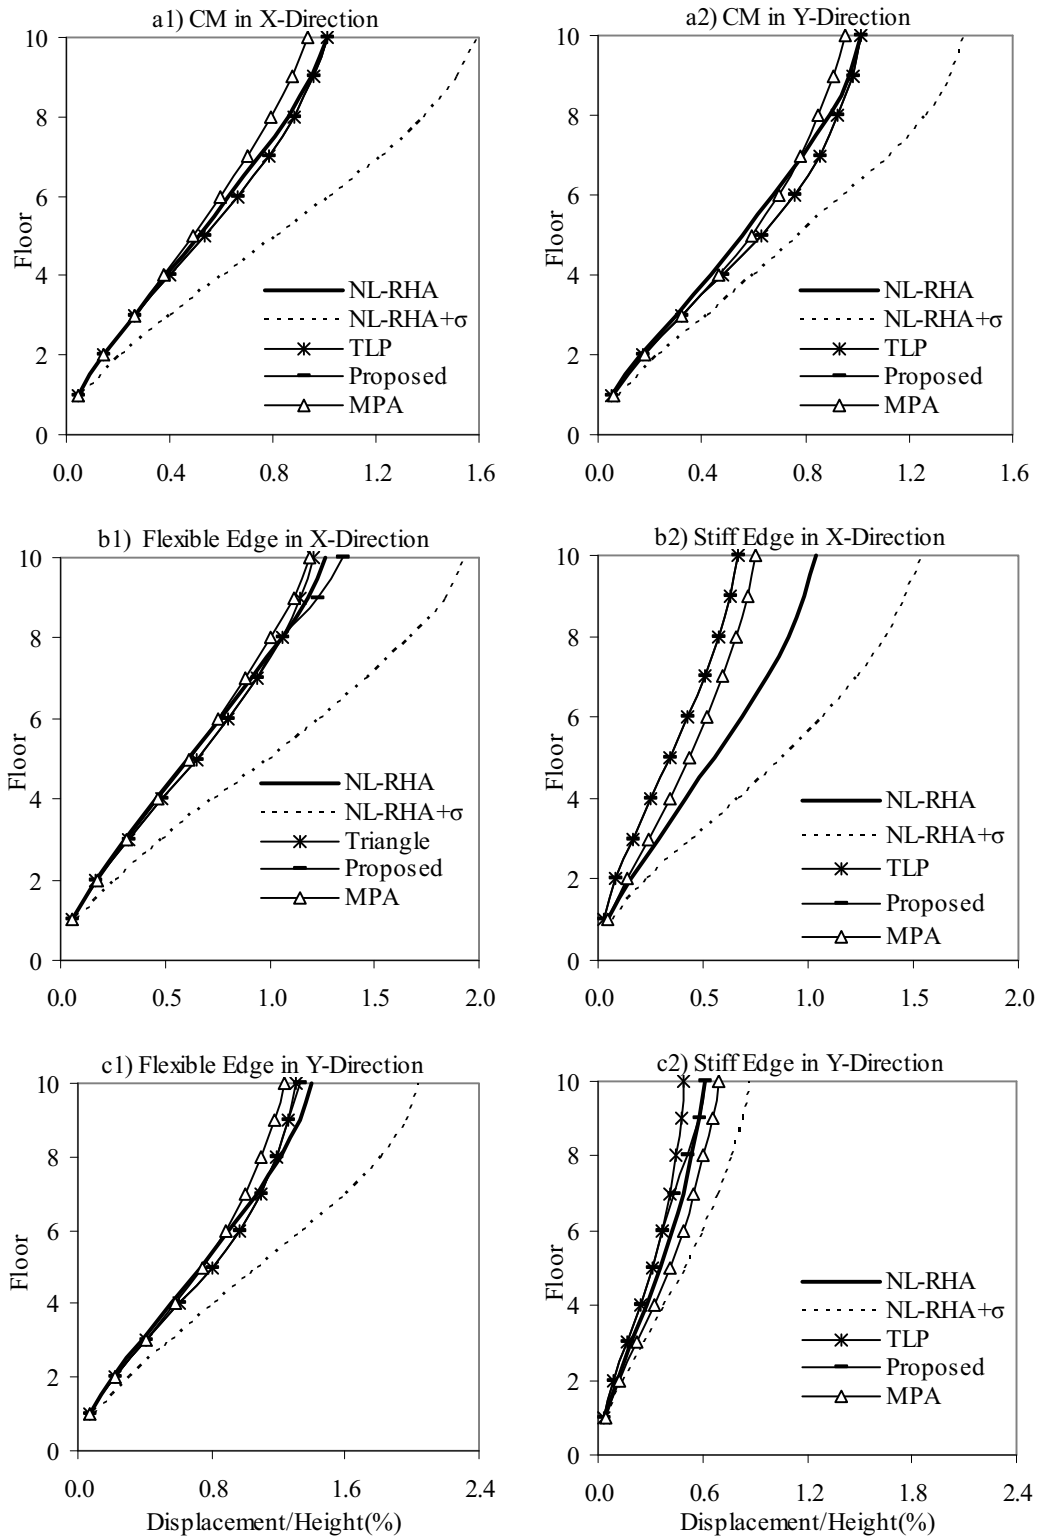 a1) CM in X-Direction
10
8
6
4
2
0
Floor
NL-RHA
NL-RHA+σ
TLP
Proposed
MPA
0.0 0.4 0.8 1.2 1.6
a2) CM in Y-Direction
10
8
6
4
2
0
Floor
NL-RHA
NL-RHA+σ
TLP
Proposed
MPA
0.0 0.4 0.8 1.2 1.6
b1) Flexible Edge in X-Direction
10
8
6
4
2
0
Floor
NL-RHA
NL-RHA+σ
Triangle
Proposed
MPA
0.0 0.5 1.0 1.5 2.0
b2) Stiff Edge in X-Direction
10
8
6
4
2
0
Floor
NL-RHA
NL-RHA+σ
TLP
Proposed
MPA
0.0 0.5 1.0 1.5 2.0
c1) Flexible Edge in Y-Direction
10
8
6
4
2
0
Floor
0.0 0.8 1.6 2.4
Displacement/Height(%)
c2) Stiff Edge in Y-Direction
10
8
6
4
2
0
Floor
NL-RHA
NL-RHA+σ
TLP
Proposed
MPA
0.0 0.6 1.2 1.8 2.4
Displacement/Height(%)